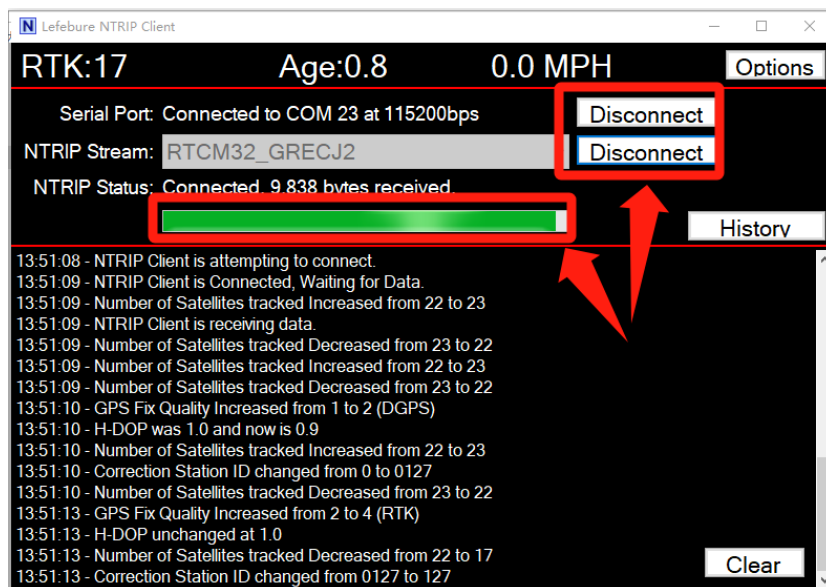 N Lefebure NTRIP Client
RTK:17 Age:0.8 0.0 MPH Options
Serial Port: Connected to COM 23 at 115200bps Disconnect
NTRIP Stream: RTCM32_GRECJ2 Disconnect
NTRIP Status: Connected, 9,838 bytes received.
History
13:51:08 - NTRIP Client is attempting to connect.
13:51:09 - NTRIP Client is Connected, Waiting for Data.
13:51:09 - Number of Satellites tracked Increased from 22 to 23
13:51:09 - NTRIP Client is receiving data.
13:51:09 - Number of Satellites tracked Decreased from 23 to 22
13:51:09 - Number of Satellites tracked Increased from 22 to 23
13:51:09 - Number of Satellites tracked Decreased from 23 to 22
13:51:10 - GPS Fix Quality Increased from 1 to 2 (DGPS)
13:51:10 - H-DOP was 1.0 and now is 0.9
13:51:10 - Number of Satellites tracked Increased from 22 to 23
13:51:10 - Correction Station ID changed from 0 to 0127
13:51:10 - Number of Satellites tracked Decreased from 23 to 22
13:51:13 - GPS Fix Quality Increased from 2 to 4 (RTK)
13:51:13 - H-DOP unchanged at 1.0
13:51:13 - Number of Satellites tracked Decreased from 22 to 17
13:51:13 - Correction Station ID changed from 0127 to 127
Clear